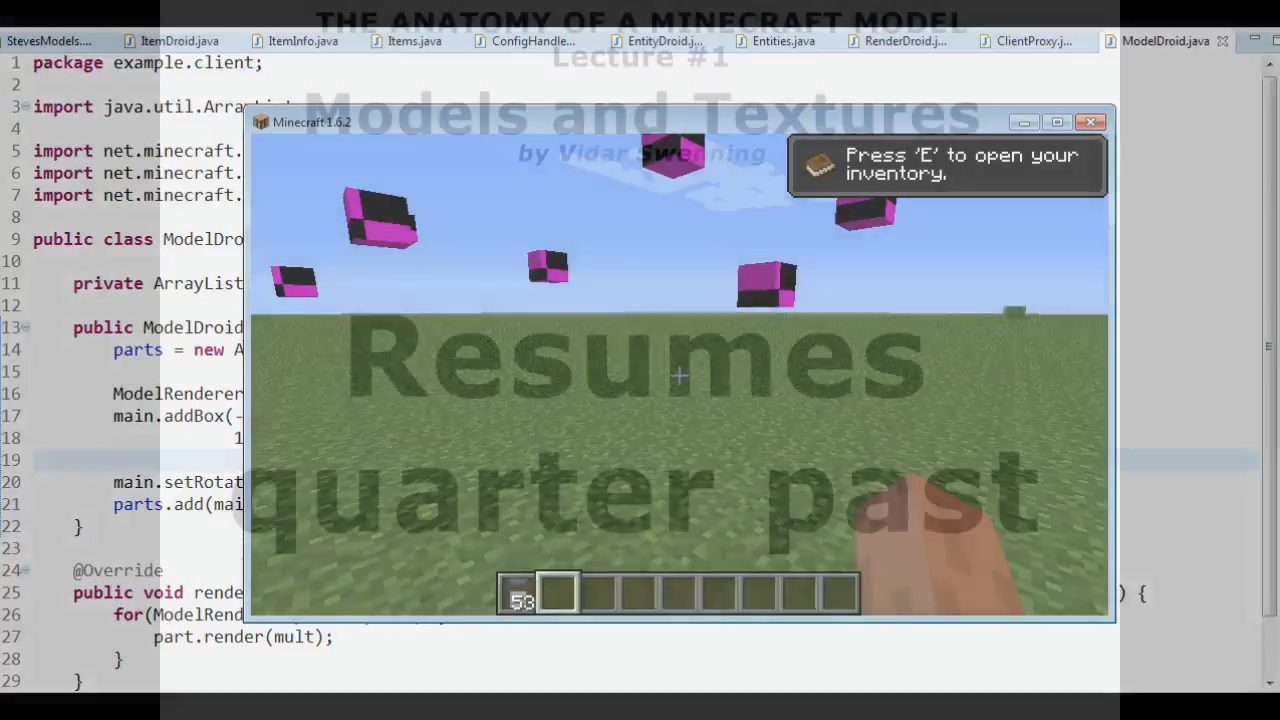 THE ANATOMY OF A MINECRAFT MODEL
StevesModels.... ItemDroid.java ItemInfo.java Items.java ConfigHandle... EntityDroid.j... Entities.java RenderDroid.j... ClientProxy.j... ModelDroid.java
Lecture #1
1 package example.client;
2
3 import java.util.Array
Models and Textures
4
Minecraft 1.6.2
5 import net.minecraft.
by Vidar Swenning
Press 'E' to open your
inventory.
6 import net.minecraft.
7 import net.minecraft.
8
9 public class ModelDro
10
11 private ArrayList
12
13 public ModelDroid
14 parts = new A
15
Resumes
16 ModelRenderer
17 main.addBox(-
18 1
19
20 main.setRotat
21 parts.add(mai
quarter past
22 }
23
24 @Override
25 public void rende ) {
53
26 for(ModelRend
27 part.render(mult);
28 }
29 }